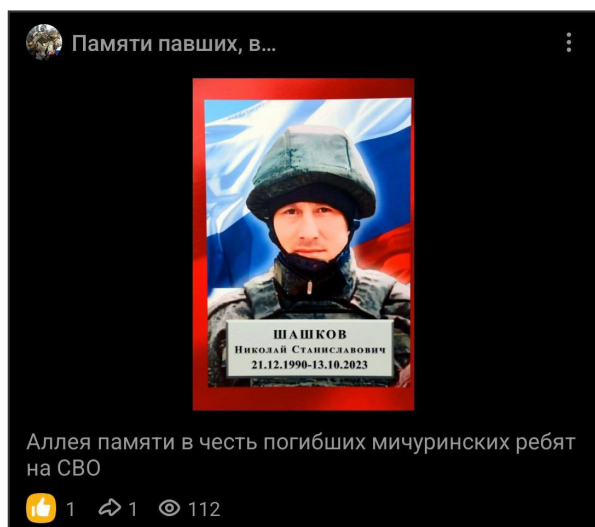 Памяти павших, в...
ШАШКОВ
Николай Станиславович
21.12.1990-13.10.2023
Аллея памяти в честь погибших мичуринских ребят
на СВО
1
1
112